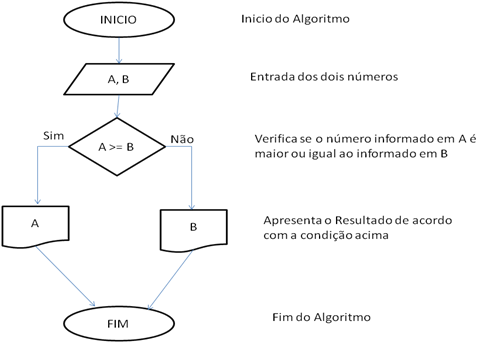 INICIO
Inicio do Algoritmo
A, B
Entrada dos dois números
Sim
Não
A >= B
Verifica se o número informado em A é
maior ou igual ao informado em B
A
B
Apresenta o Resultado de acordo
com a condição acima
FIM
Fim do Algoritmo